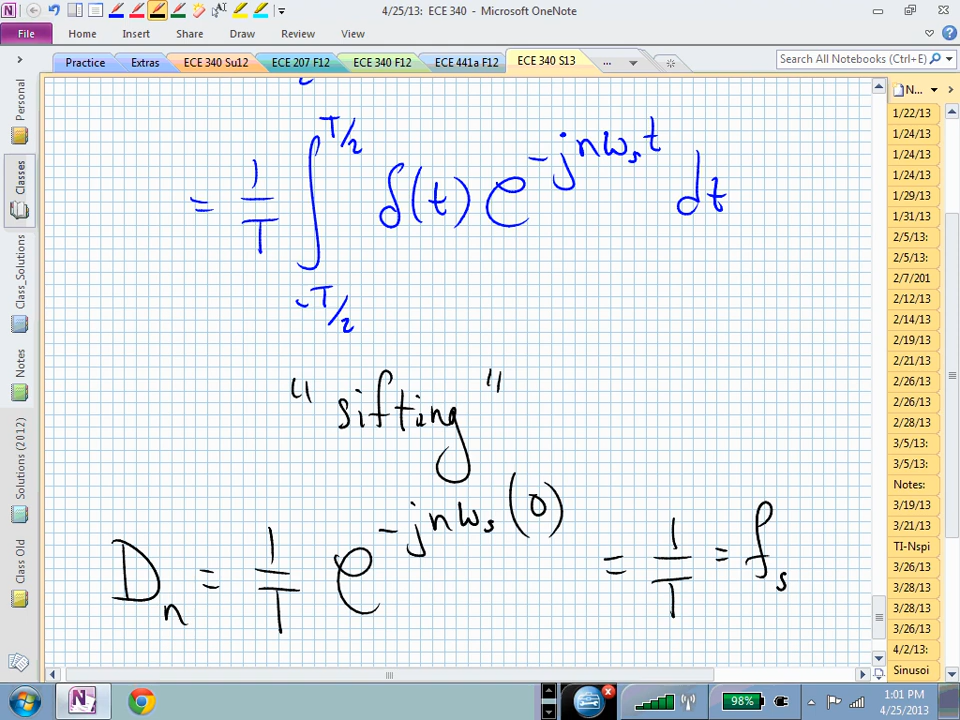 4/25/13: ECE 340 - Microsoft OneNote
File Home Insert Share Draw Review View
Practice Extras ECE 340 Su12 ECE 207 F12 ECE 340 F12 ECE 441a F12 ECE 340 S13 ... Search All Notebooks (Ctrl+E)
N...
Personal
Classes
Class_Solutions
Notes
Solutions (2012)
Class Old
= 1/T ∫_{-T/2}^{T/2} δ(t) e^{-jnω_s t} dt
"sifting"
D_n = 1/T e^{-jnω_s(0)} = 1/T = f_s
1/22/13
1/24/13
1/24/13
1/24/13
1/29/13
1/31/13
2/5/13:
2/5/13:
2/7/201
2/12/13
2/14/13
2/19/13
2/21/13
2/26/13
2/26/13
2/28/13
3/5/13:
3/5/13:
Notes:
3/19/13
3/21/13
TI-Nspi
3/26/13
3/28/13
3/28/13
3/26/13
4/2/13:
Sinusoi
98%
1:01 PM
4/25/2013